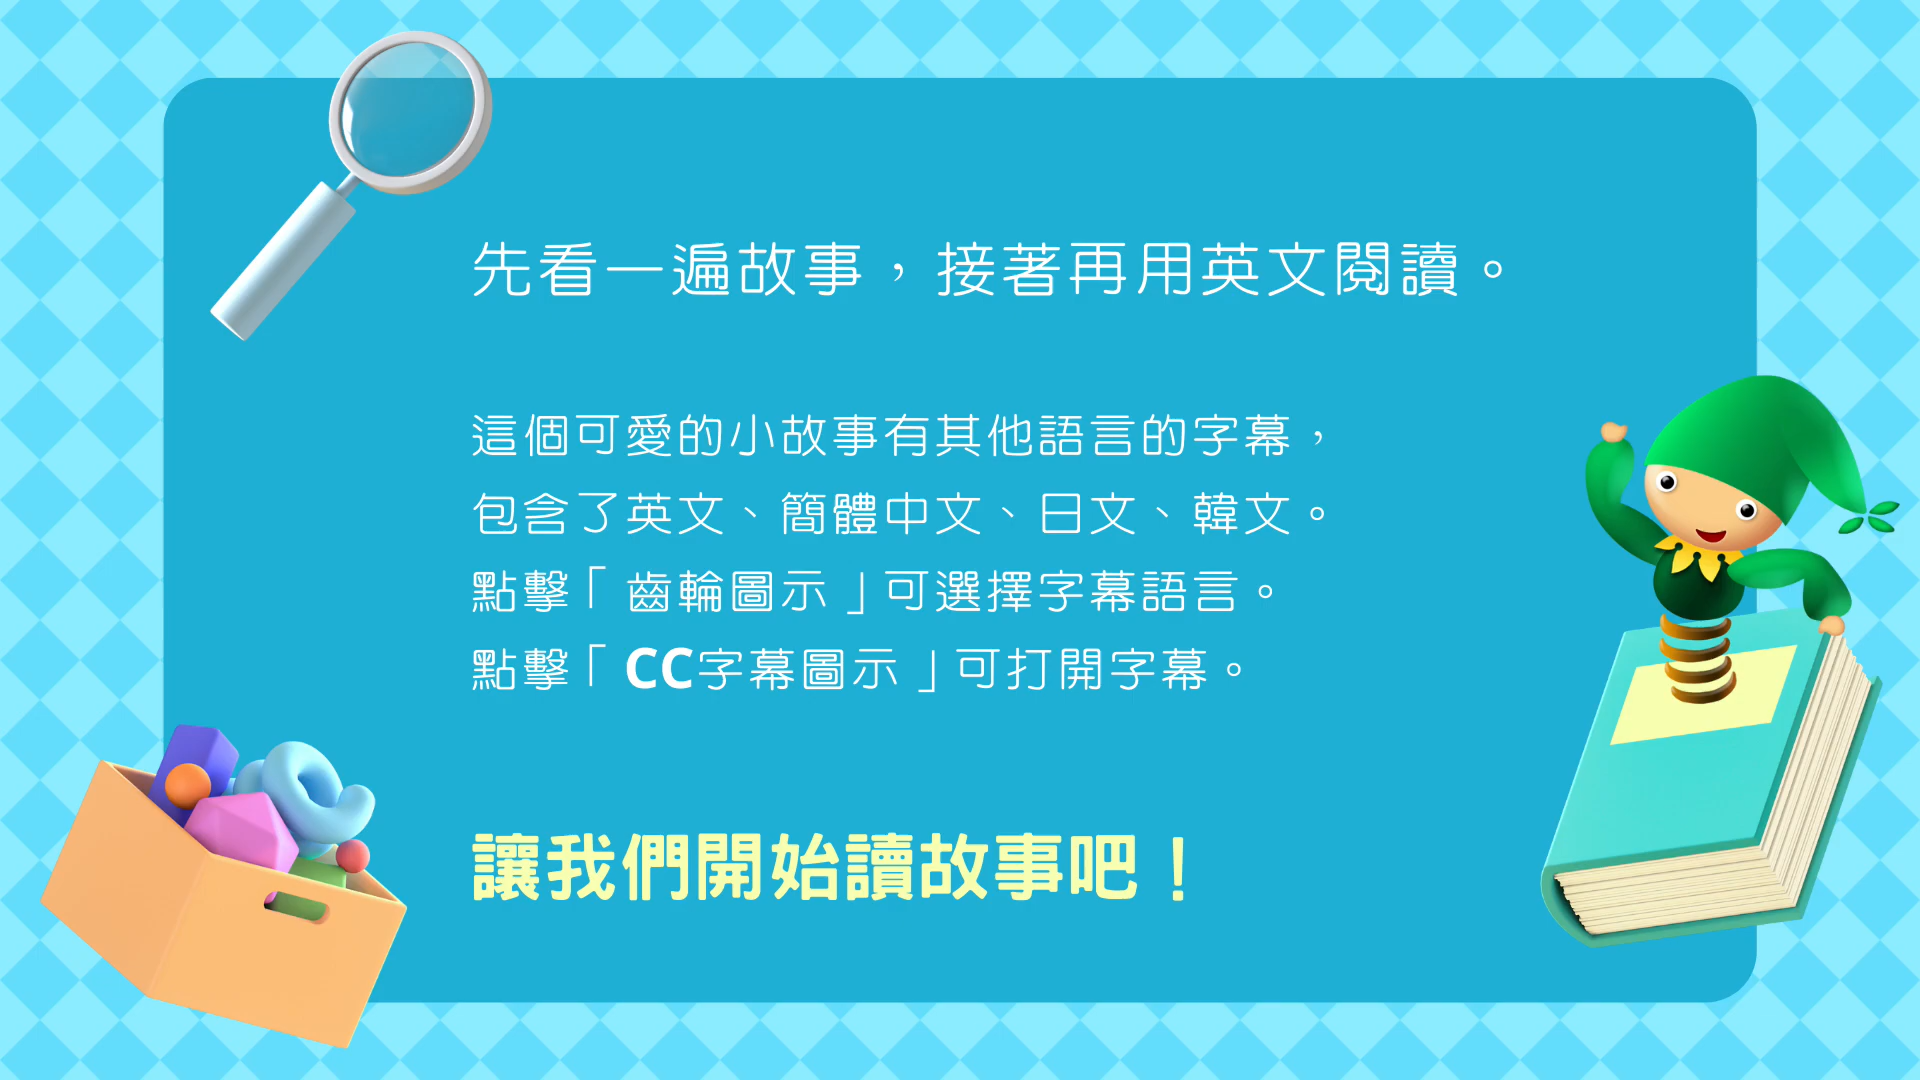 先看一遍故事，接著再用英文閱讀。
這個可愛的小故事有其他語言的字幕，
包含了英文、簡體中文、日文、韓文。
點擊「齒輪圖示」可選擇字幕語言。
點擊「CC字幕圖示」可打開字幕。
讓我們開始讀故事吧！